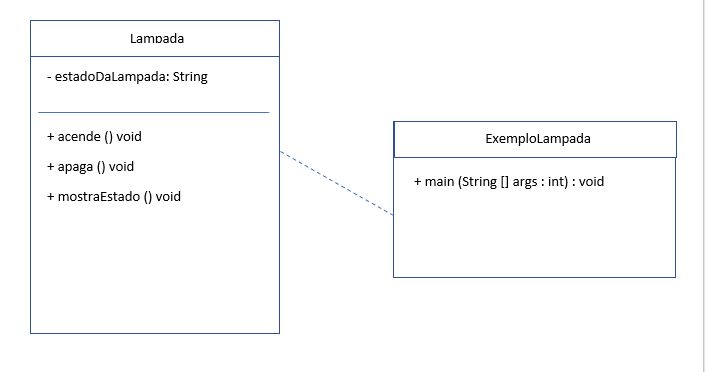 Lampada
- estadoDaLampada: String
+ acende () void
+ apaga () void
+ mostraEstado () void
ExemploLampada
+ main (String [] args : int) : void